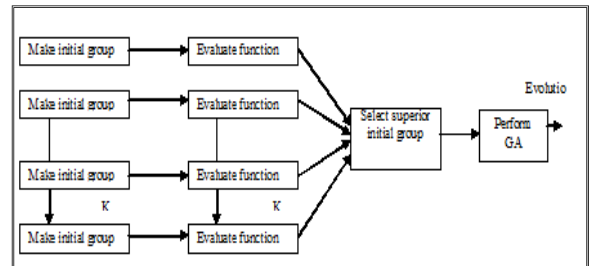 Make initial group
Evaluate function
Evolutio
Make initial group
Evaluate function
Select superior
initial group
Perform
GA
Make initial group
Evaluate function
K
K
Make initial group
Evaluate function